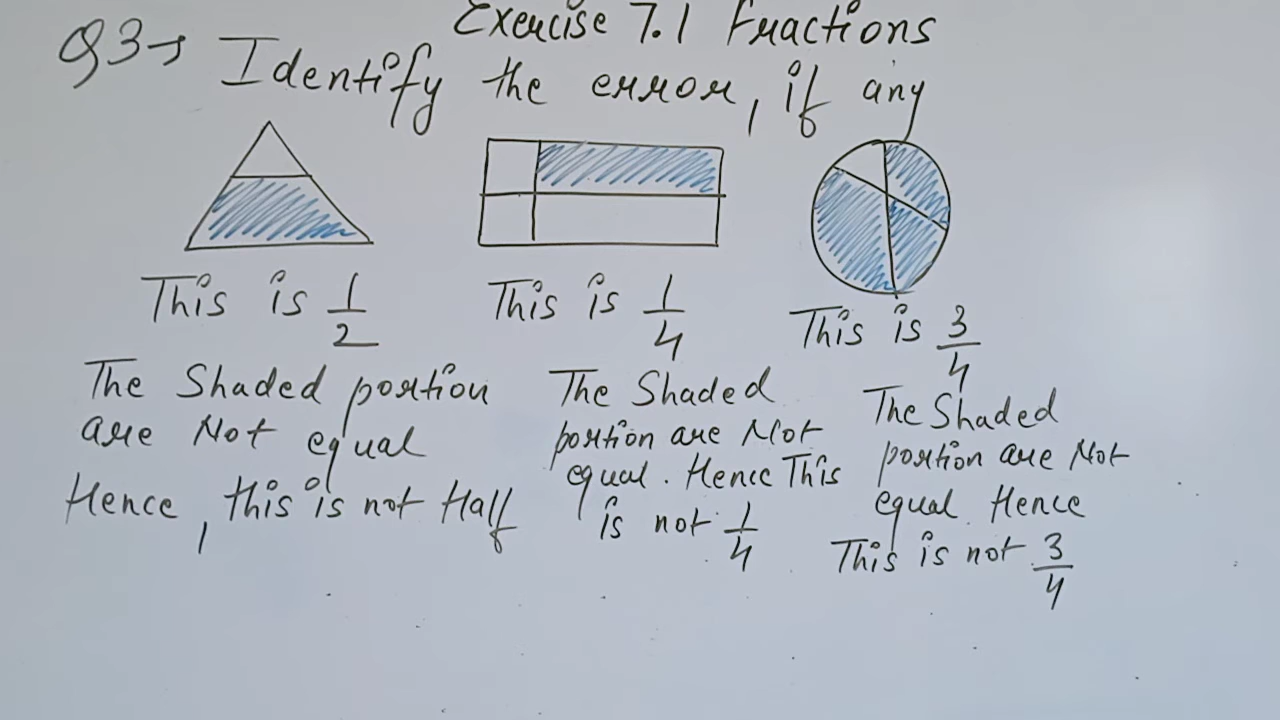 Exercise 7.1 Fractions
Q3→ Identify the error, if any
This is 1/2
This is 1/4
This is 3/4
The Shaded portion
are Not equal
Hence, this is not Half
The Shaded
portion are Not
equal. Hence This
is not 1/4
The Shaded
portion are Not
equal. Hence
This is not 3/4